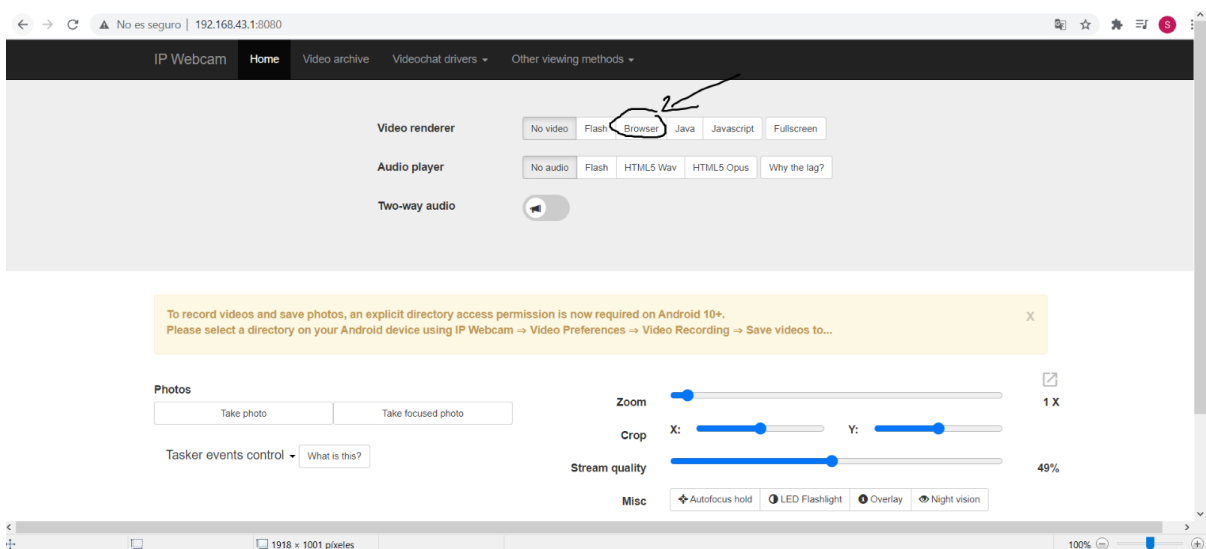 No es seguro | 192.168.43.1:8080
S
IP Webcam Home Video archive Videochat drivers Other viewing methods
2
Video renderer No video Flash Browser Java Javascript Fullscreen
Audio player No audio Flash HTML5 Wav HTML5 Opus Why the lag?
Two-way audio
To record videos and save photos, an explicit directory access permission is now required on Android 10+.
Please select a directory on your Android device using IP Webcam ⇒ Video Preferences ⇒ Video Recording ⇒ Save videos to...
X
Photos
Take photo Take focused photo
Tasker events control What is this?
Zoom 1 X
Crop X: Y:
Stream quality 49%
Misc Autofocus hold LED Flashlight Overlay Night vision
1918 × 1001 píxeles 100%